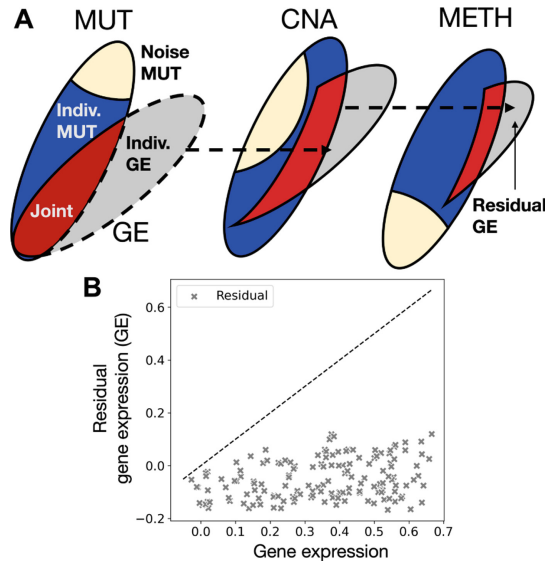 A
MUT
CNA
METH
Noise
MUT
Indiv.
MUT
Indiv.
GE
Joint
GE
Residual
GE
B
Residual
Residual
gene expression (GE)
0.6
0.4
0.2
0.0
−0.2
0.0 0.1 0.2 0.3 0.4 0.5 0.6 0.7
Gene expression